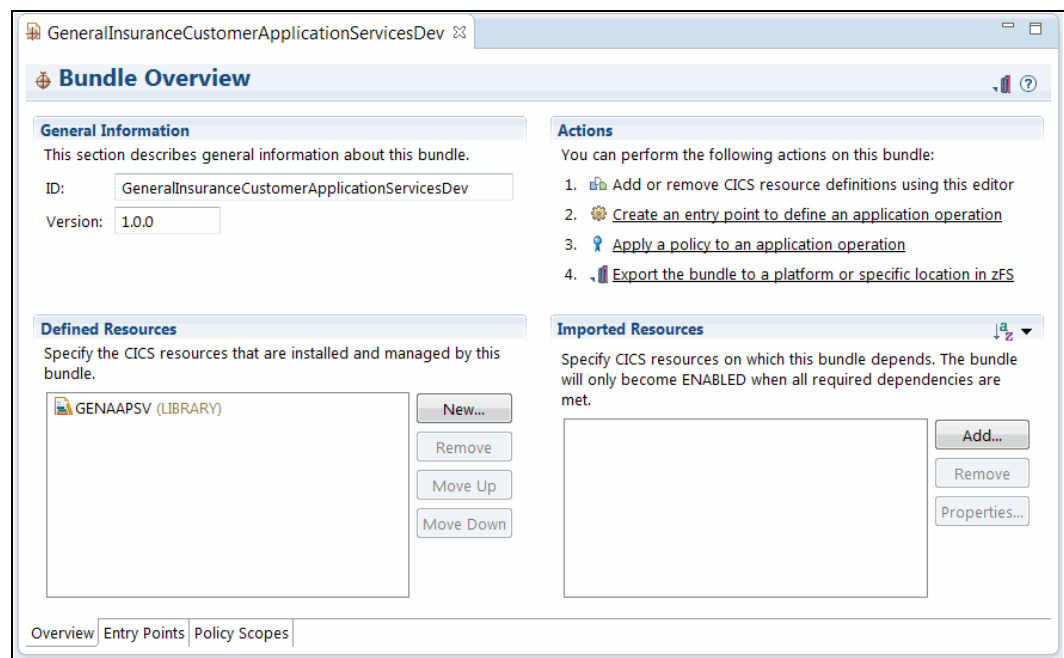 GeneralInsuranceCustomerApplicationServicesDev
Bundle Overview
General Information
This section describes general information about this bundle.
ID: GeneralInsuranceCustomerApplicationServicesDev
Version: 1.0.0
Actions
You can perform the following actions on this bundle:
1. Add or remove CICS resource definitions using this editor
2. Create an entry point to define an application operation
3. Apply a policy to an application operation
4. Export the bundle to a platform or specific location in zFS
Defined Resources
Specify the CICS resources that are installed and managed by this
bundle.
GENAAPSV (LIBRARY)
New...
Remove
Move Up
Move Down
Imported Resources
Specify CICS resources on which this bundle depends. The bundle
will only become ENABLED when all required dependencies are
met.
Add...
Remove
Properties...
Overview Entry Points Policy Scopes